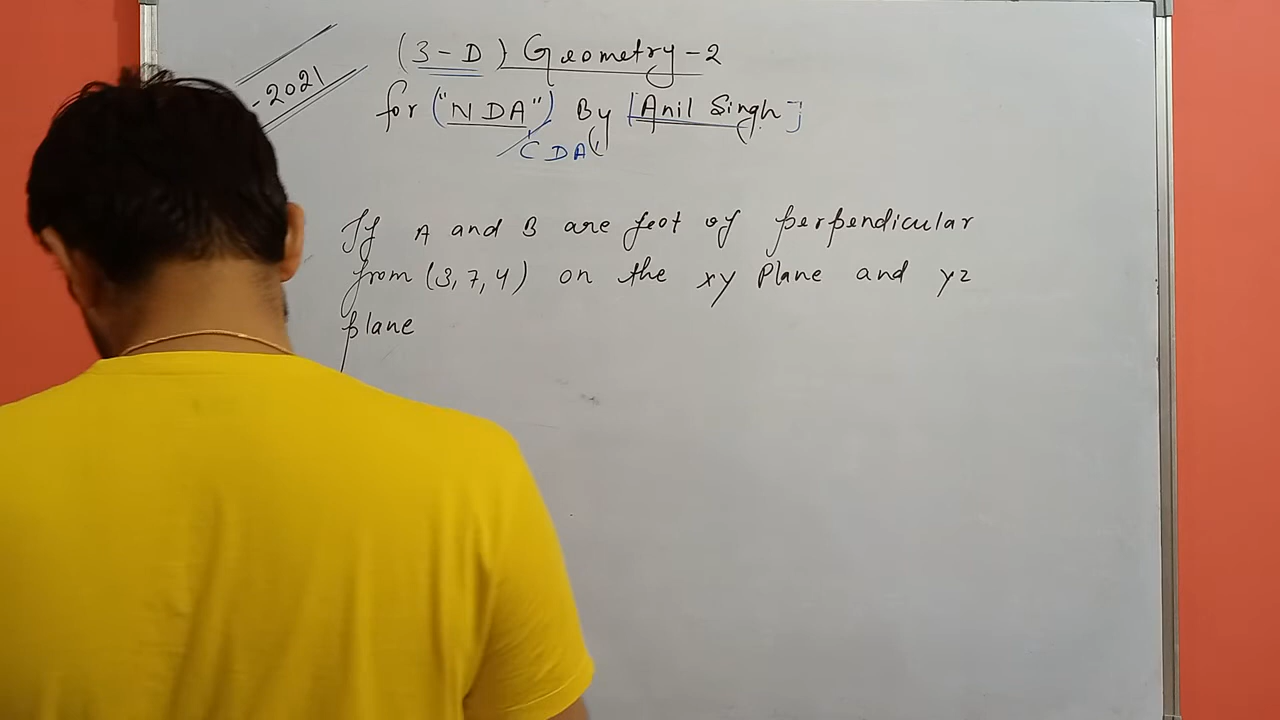 (3-D) Geometry-2
-2021
for ("NDA") By [Anil Singh]
CDA
If A and B are feet of perpendicular
from (3, 7, 4) on the xy Plane and yz
plane